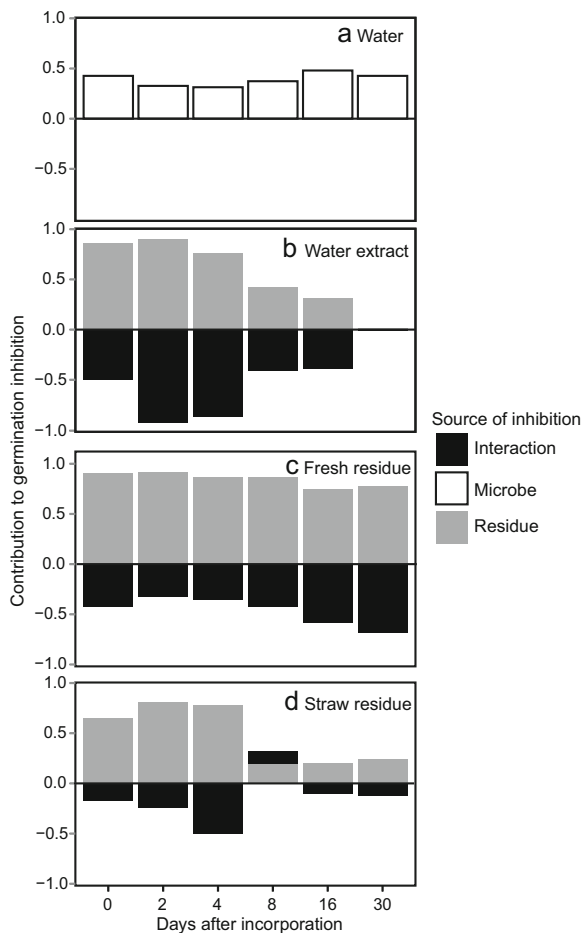 Contribution to germination inhibition
1.0
a Water
0.5
0.0
−0.5
1.0
b Water extract
0.5
0.0
−0.5
−1.0
1.0
c Fresh residue
0.5
0.0
−0.5
−1.0
1.0
d Straw residue
0.5
0.0
−0.5
−1.0
0 2 4 8 16 30
Days after incorporation
Source of inhibition
Interaction
Microbe
Residue